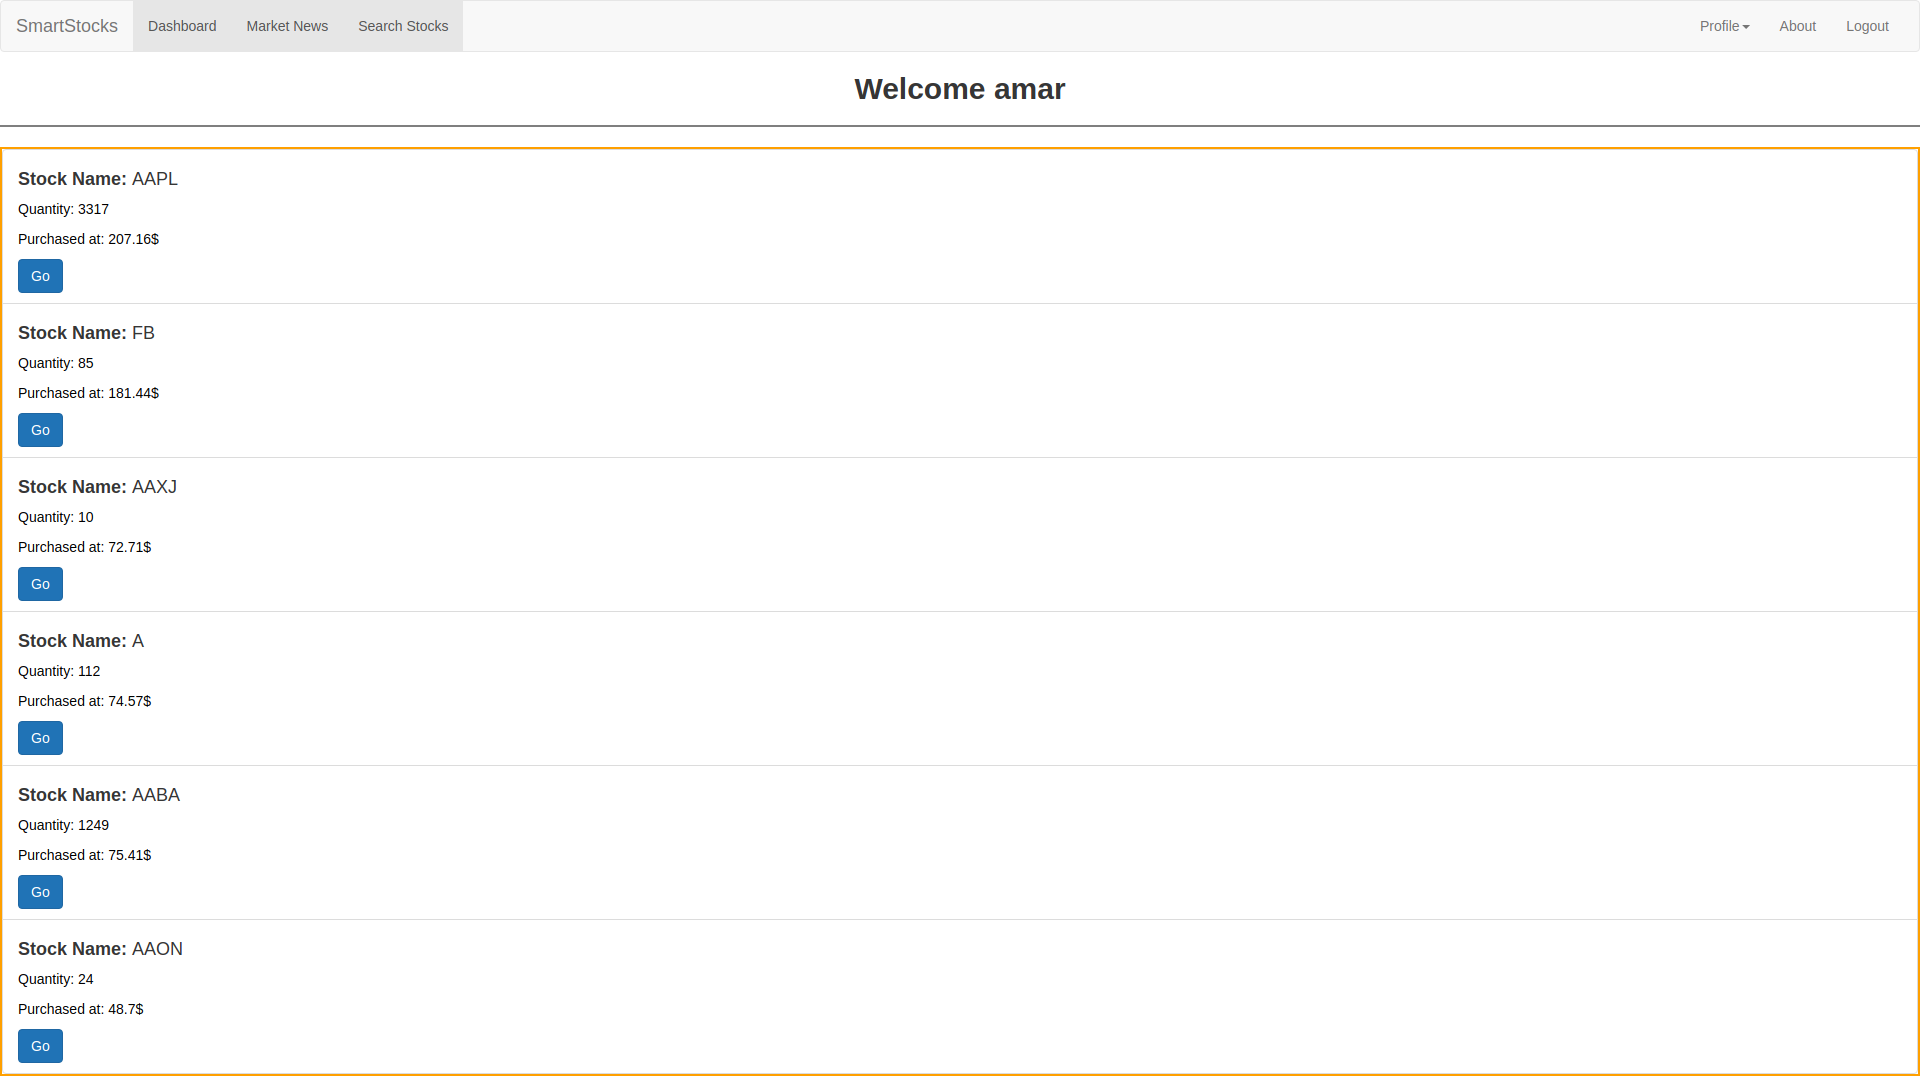 SmartStocks Dashboard Market News Search Stocks Profile About Logout
Welcome amar
Stock Name: AAPL
Quantity: 3317
Purchased at: 207.16$
Go
Stock Name: FB
Quantity: 85
Purchased at: 181.44$
Go
Stock Name: AAXJ
Quantity: 10
Purchased at: 72.71$
Go
Stock Name: A
Quantity: 112
Purchased at: 74.57$
Go
Stock Name: AABA
Quantity: 1249
Purchased at: 75.41$
Go
Stock Name: AAON
Quantity: 24
Purchased at: 48.7$
Go